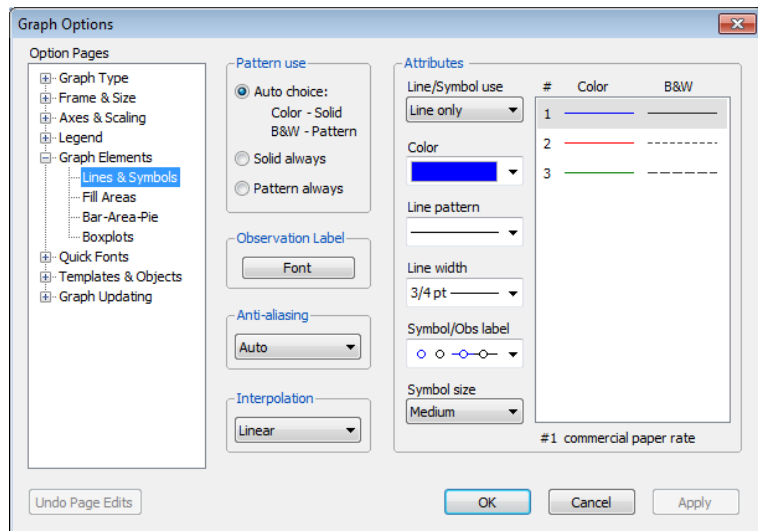 Graph Options
Option Pages
Graph Type
Frame & Size
Axes & Scaling
Legend
Graph Elements
Lines & Symbols
Fill Areas
Bar-Area-Pie
Boxplots
Quick Fonts
Templates & Objects
Graph Updating
Pattern use
Auto choice:
Color - Solid
B&W - Pattern
Solid always
Pattern always
Observation Label
Font
Anti-aliasing
Auto
Interpolation
Linear
Attributes
Line/Symbol use
Line only
Color
Line pattern
Line width
3/4 pt
Symbol/Obs label
Symbol size
Medium
# Color B&W
1
2
3
#1 commercial paper rate
Undo Page Edits
OK
Cancel
Apply